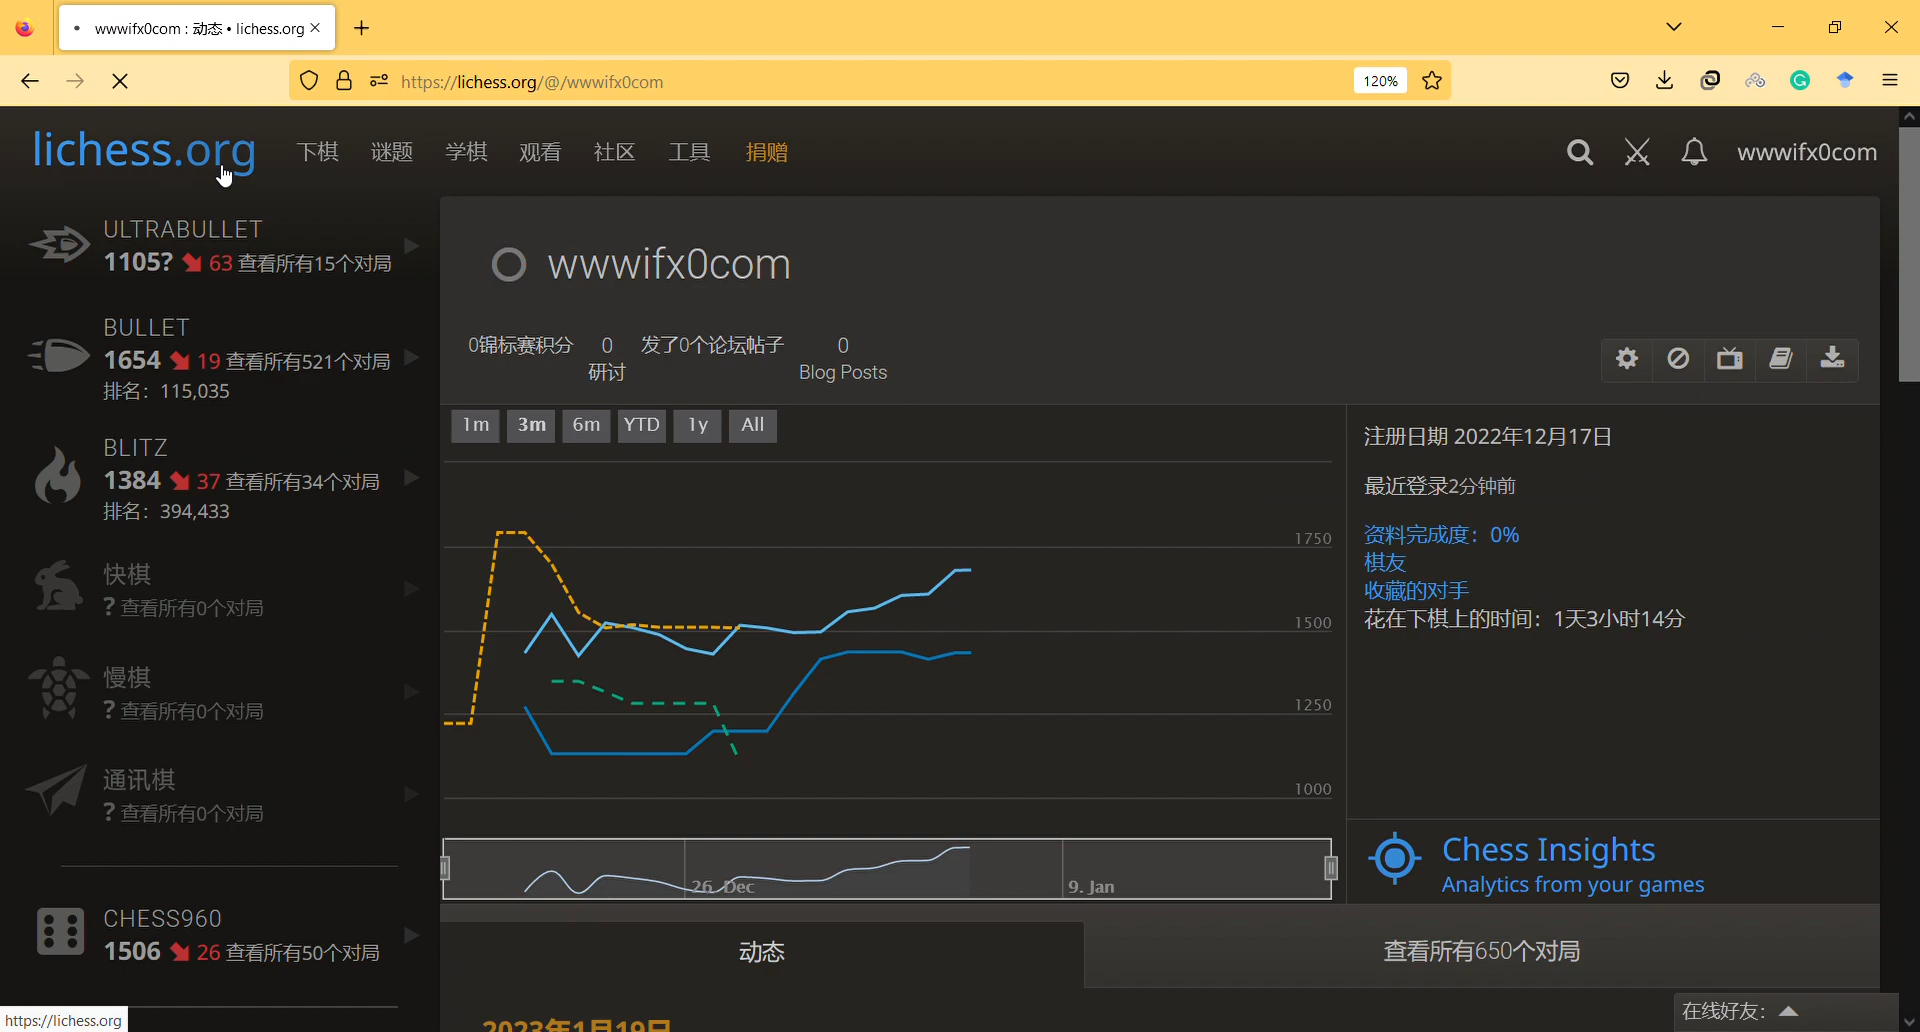 wwwifx0com : 动态 • lichess.org
https://lichess.org/@/wwwifx0com
120%
lichess.org 下棋 谜题 学棋 观看 社区 工具 捐赠 wwwifx0com
ULTRABULLET
1105? 63 查看所有15个对局
BULLET
1654 19 查看所有521个对局
排名：115,035
BLITZ
1384 37 查看所有34个对局
排名：394,433
快棋
? 查看所有0个对局
慢棋
? 查看所有0个对局
通讯棋
? 查看所有0个对局
CHESS960
1506 26 查看所有50个对局
https://lichess.org
wwwifx0com
0锦标赛积分 0 发了0个论坛帖子 0
研讨 Blog Posts
1m 3m 6m YTD 1y All
1750
1500
1250
1000
26. Dec 9. Jan
注册日期 2022年12月17日
最近登录2分钟前
资料完成度：0%
棋友
收藏的对手
花在下棋上的时间：1天3小时14分
Chess Insights
Analytics from your games
动态 查看所有650个对局
2023年1月19日
在线好友：